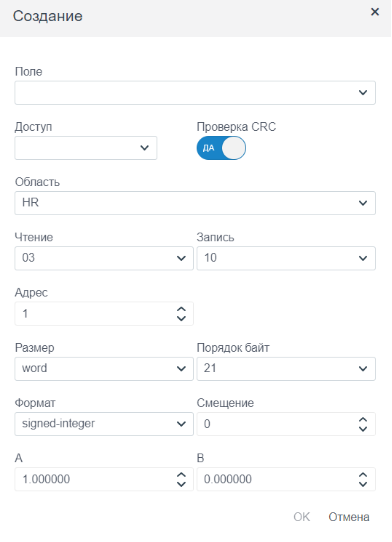 Создание
Поле
Доступ
Проверка CRC
ДА
Область
HR
Чтение
Запись
03
10
Адрес
1
Размер
Порядок байт
word
21
Формат
Смещение
signed-integer
0
A
B
1.000000
0.000000
OK
Отмена